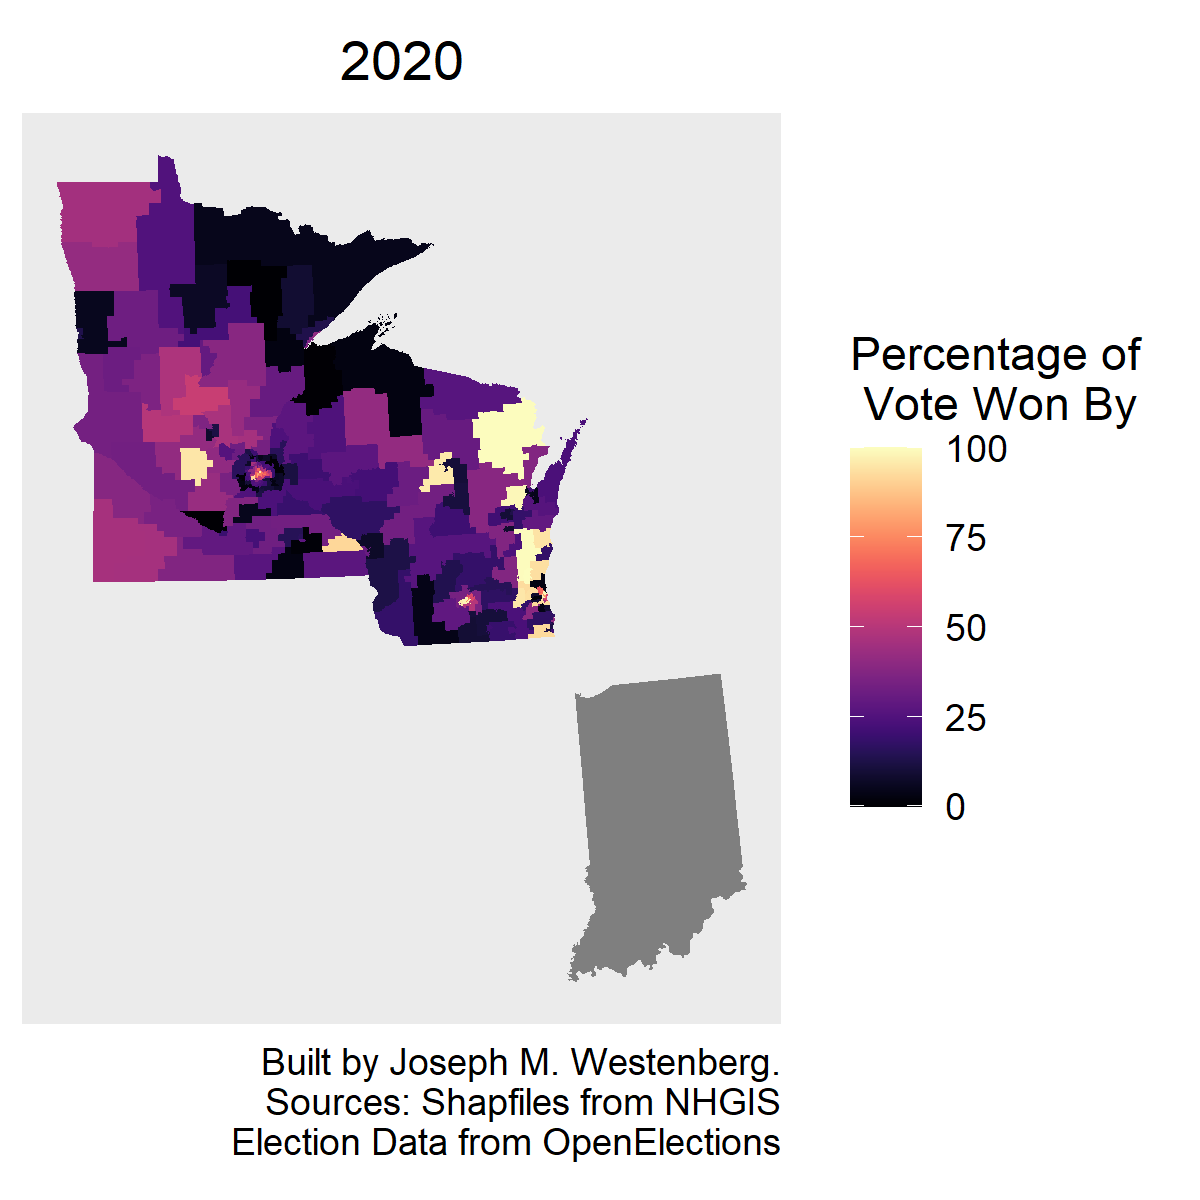 2020
Percentage of
Vote Won By
100
75
50
25
0
Built by Joseph M. Westenberg.
Sources: Shapfiles from NHGIS
Election Data from OpenElections